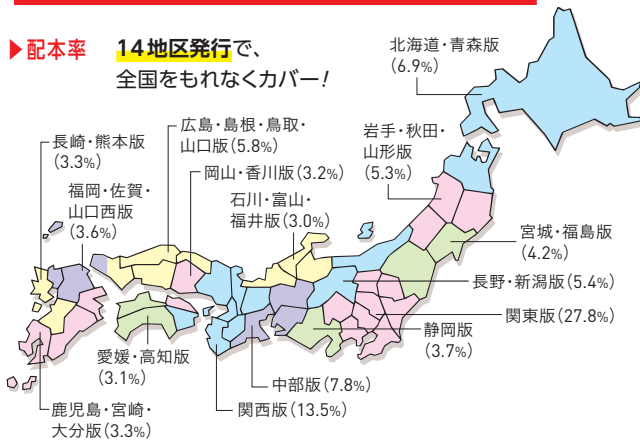 ▶配本率
14地区発行で、
全国をもれなくカバー!
北海道・青森版
(6.9%)
岩手・秋田・
山形版
(5.3%)
宮城・福島版
(4.2%)
長野・新潟版(5.4%)
関東版(27.8%)
静岡版
(3.7%)
中部版(7.8%)
関西版(13.5%)
石川・富山・
福井版
(3.0%)
岡山・香川版(3.2%)
広島・島根・鳥取・
山口版(5.8%)
長崎・熊本版
(3.3%)
福岡・佐賀・
山口西版
(3.6%)
愛媛・高知版
(3.1%)
鹿児島・宮崎・
大分版(3.3%)